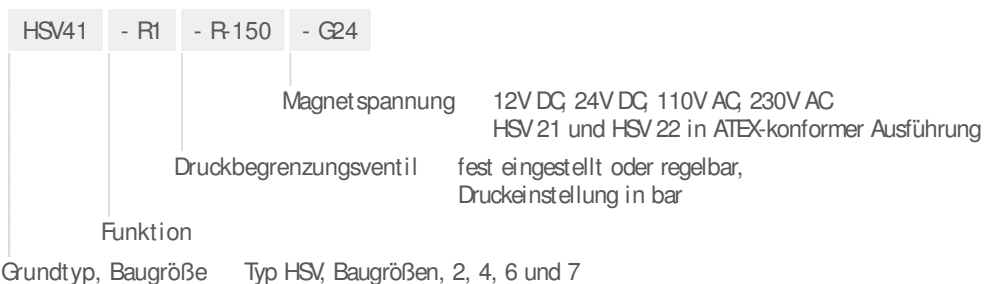 HSV41 - R1 - R-150 - G24
Magnetspannung 12V DC, 24V DC, 110V AC, 230V AC
HSV 21 und HSV 22 in ATEX-konformer Ausführung
Druckbegrenzungsventil fest eingestellt oder regelbar,
Druckeinstellung in bar
Funktion
Grundtyp, Baugröße Typ HSV, Baugrößen, 2, 4, 6 und 7